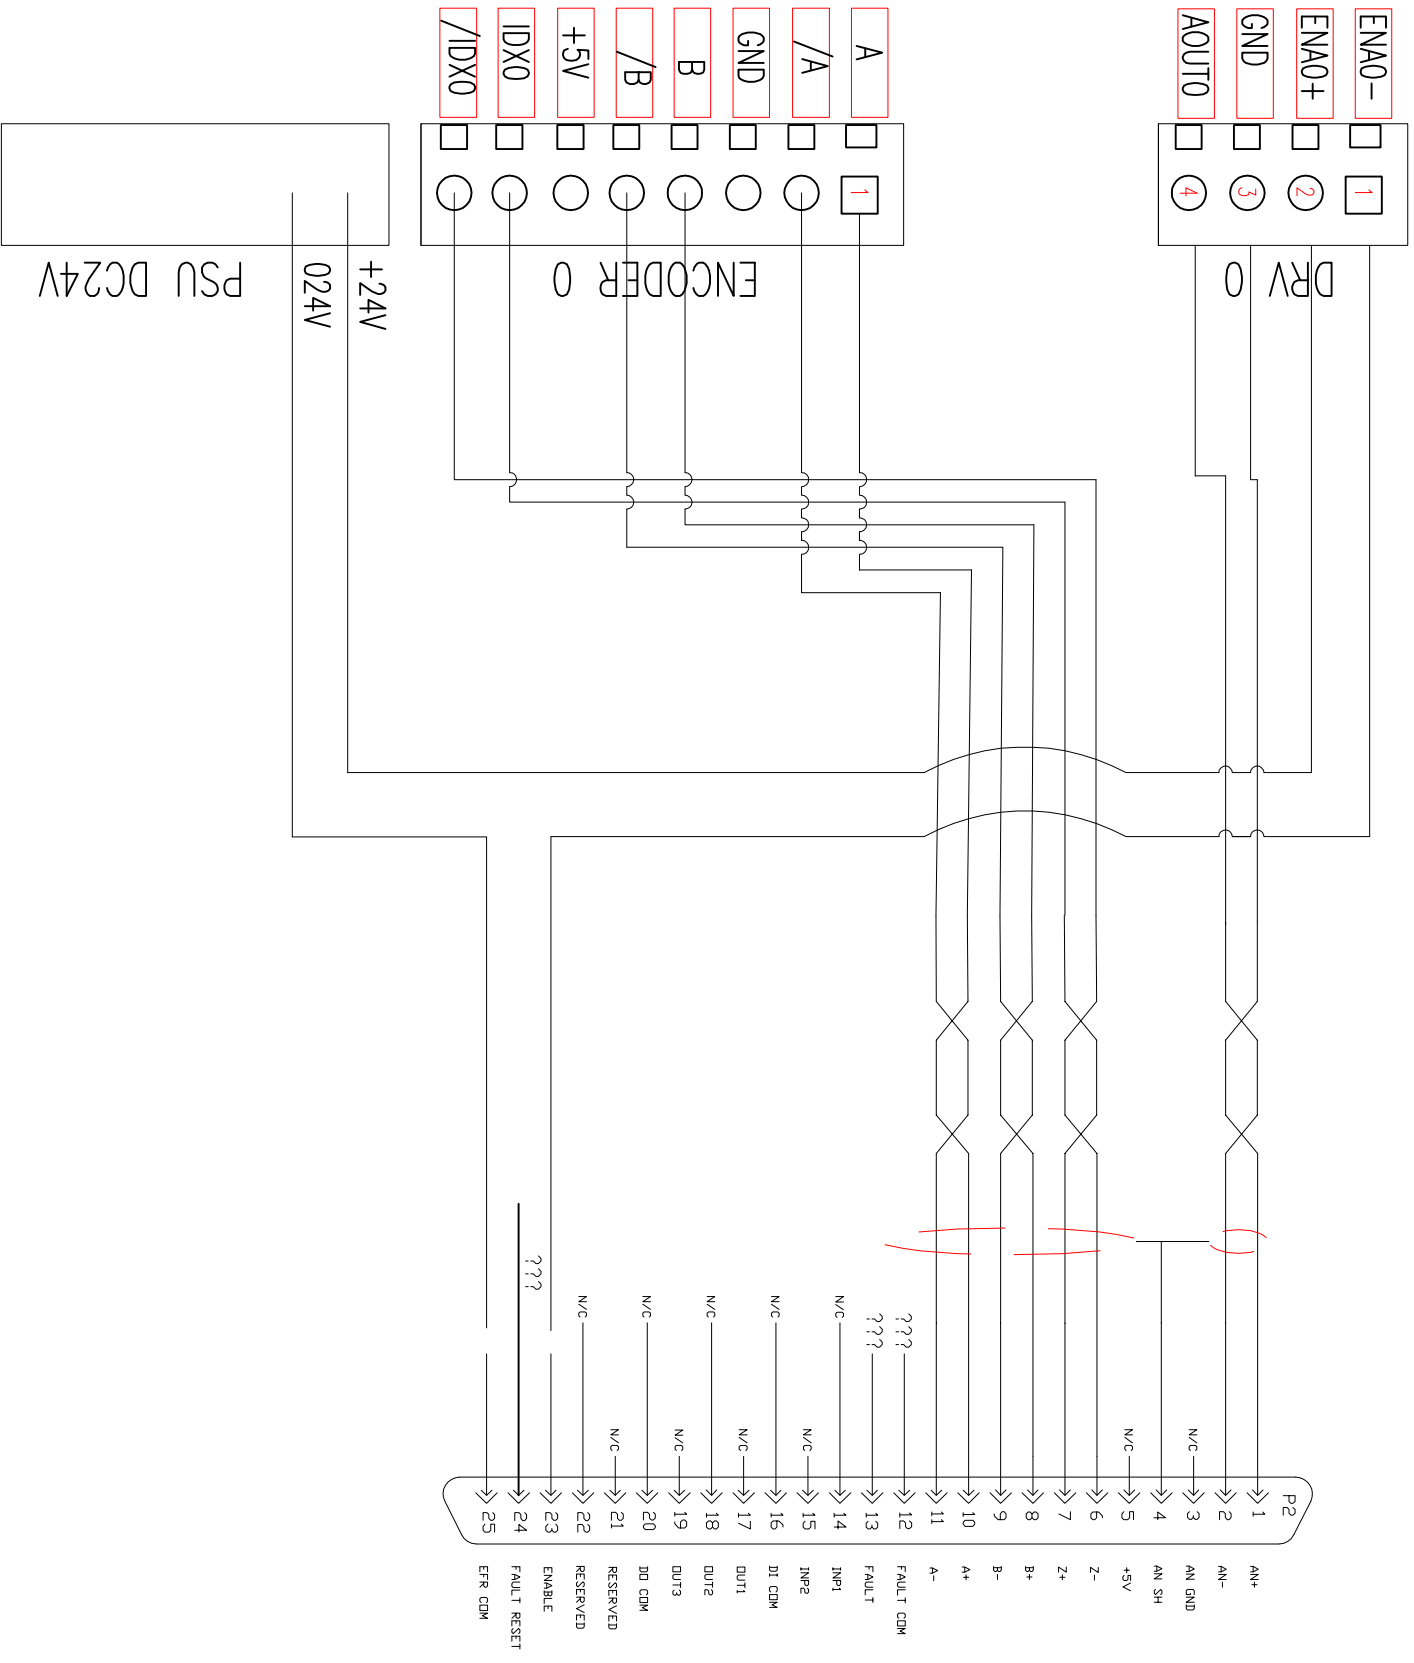 /IDX0
IDX0
+5V
/B
B
GND
/A
A
AOUT0
GND
ENA0+
ENA0-
1
4
3
2
1
PSU DC24V
024V
+24V
ENCODER 0
DRV 0
???
N/C
N/C
N/C
N/C
N/C
???
???
N/C
N/C
N/C
N/C
N/C
N/C
P2
25
24
23
22
21
20
19
18
17
16
15
14
13
12
11
10
9
8
7
6
5
4
3
2
1
EFR COM
FAULT RESET
ENABLE
RESERVED
RESERVED
DO COM
OUT3
OUT2
OUT1
DI COM
INP2
INP1
FAULT
FAULT COM
A-
A+
B-
B+
Z+
Z-
+5V
AN SH
AN GND
AN-
AN+